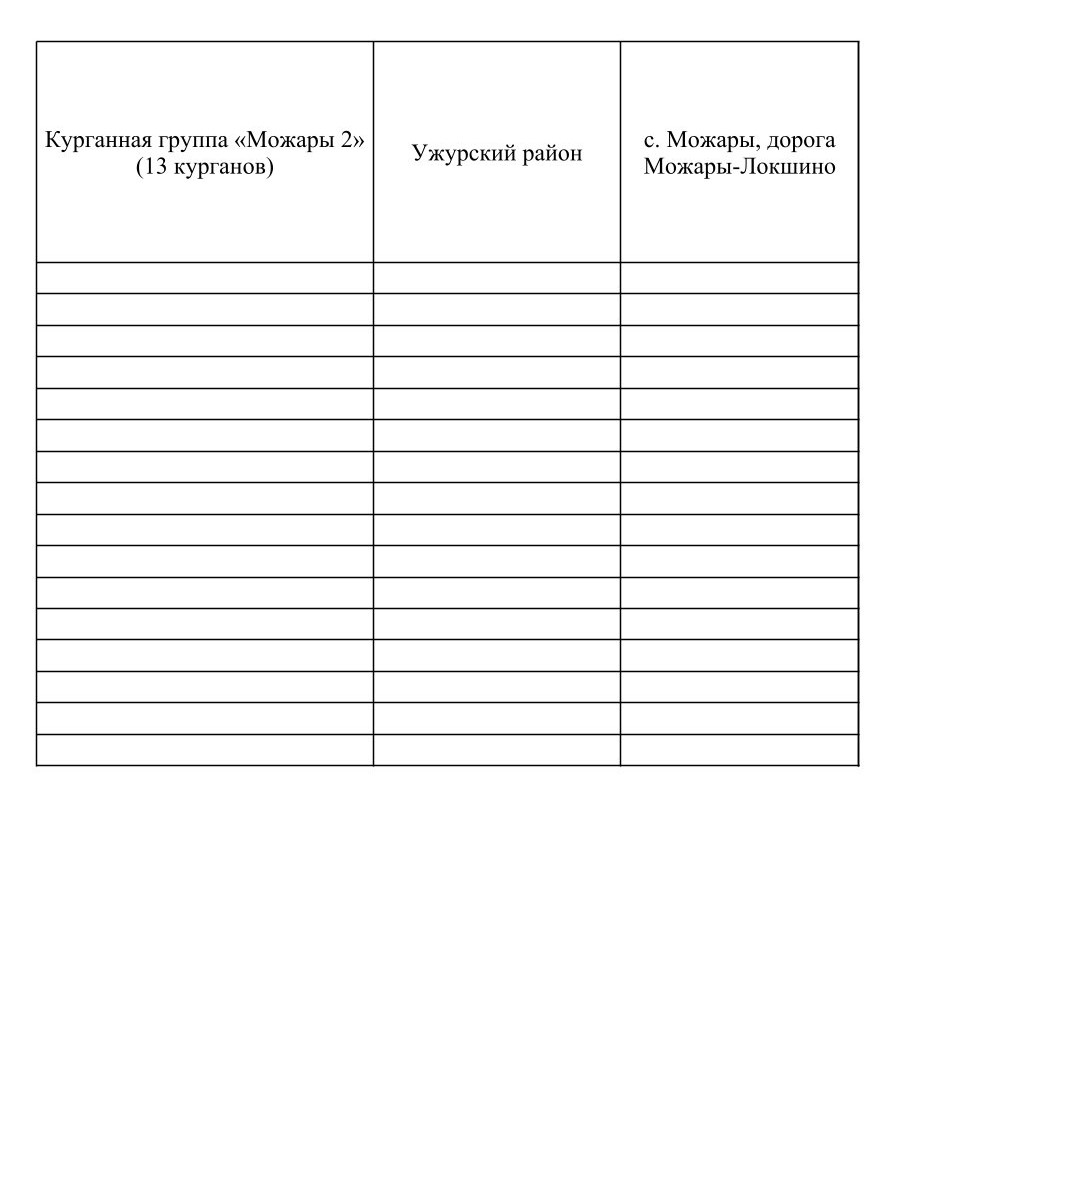 Курганная группа «Можары 2»
(13 курганов)
Ужурский район
с. Можары, дорога
Можары-Локшино